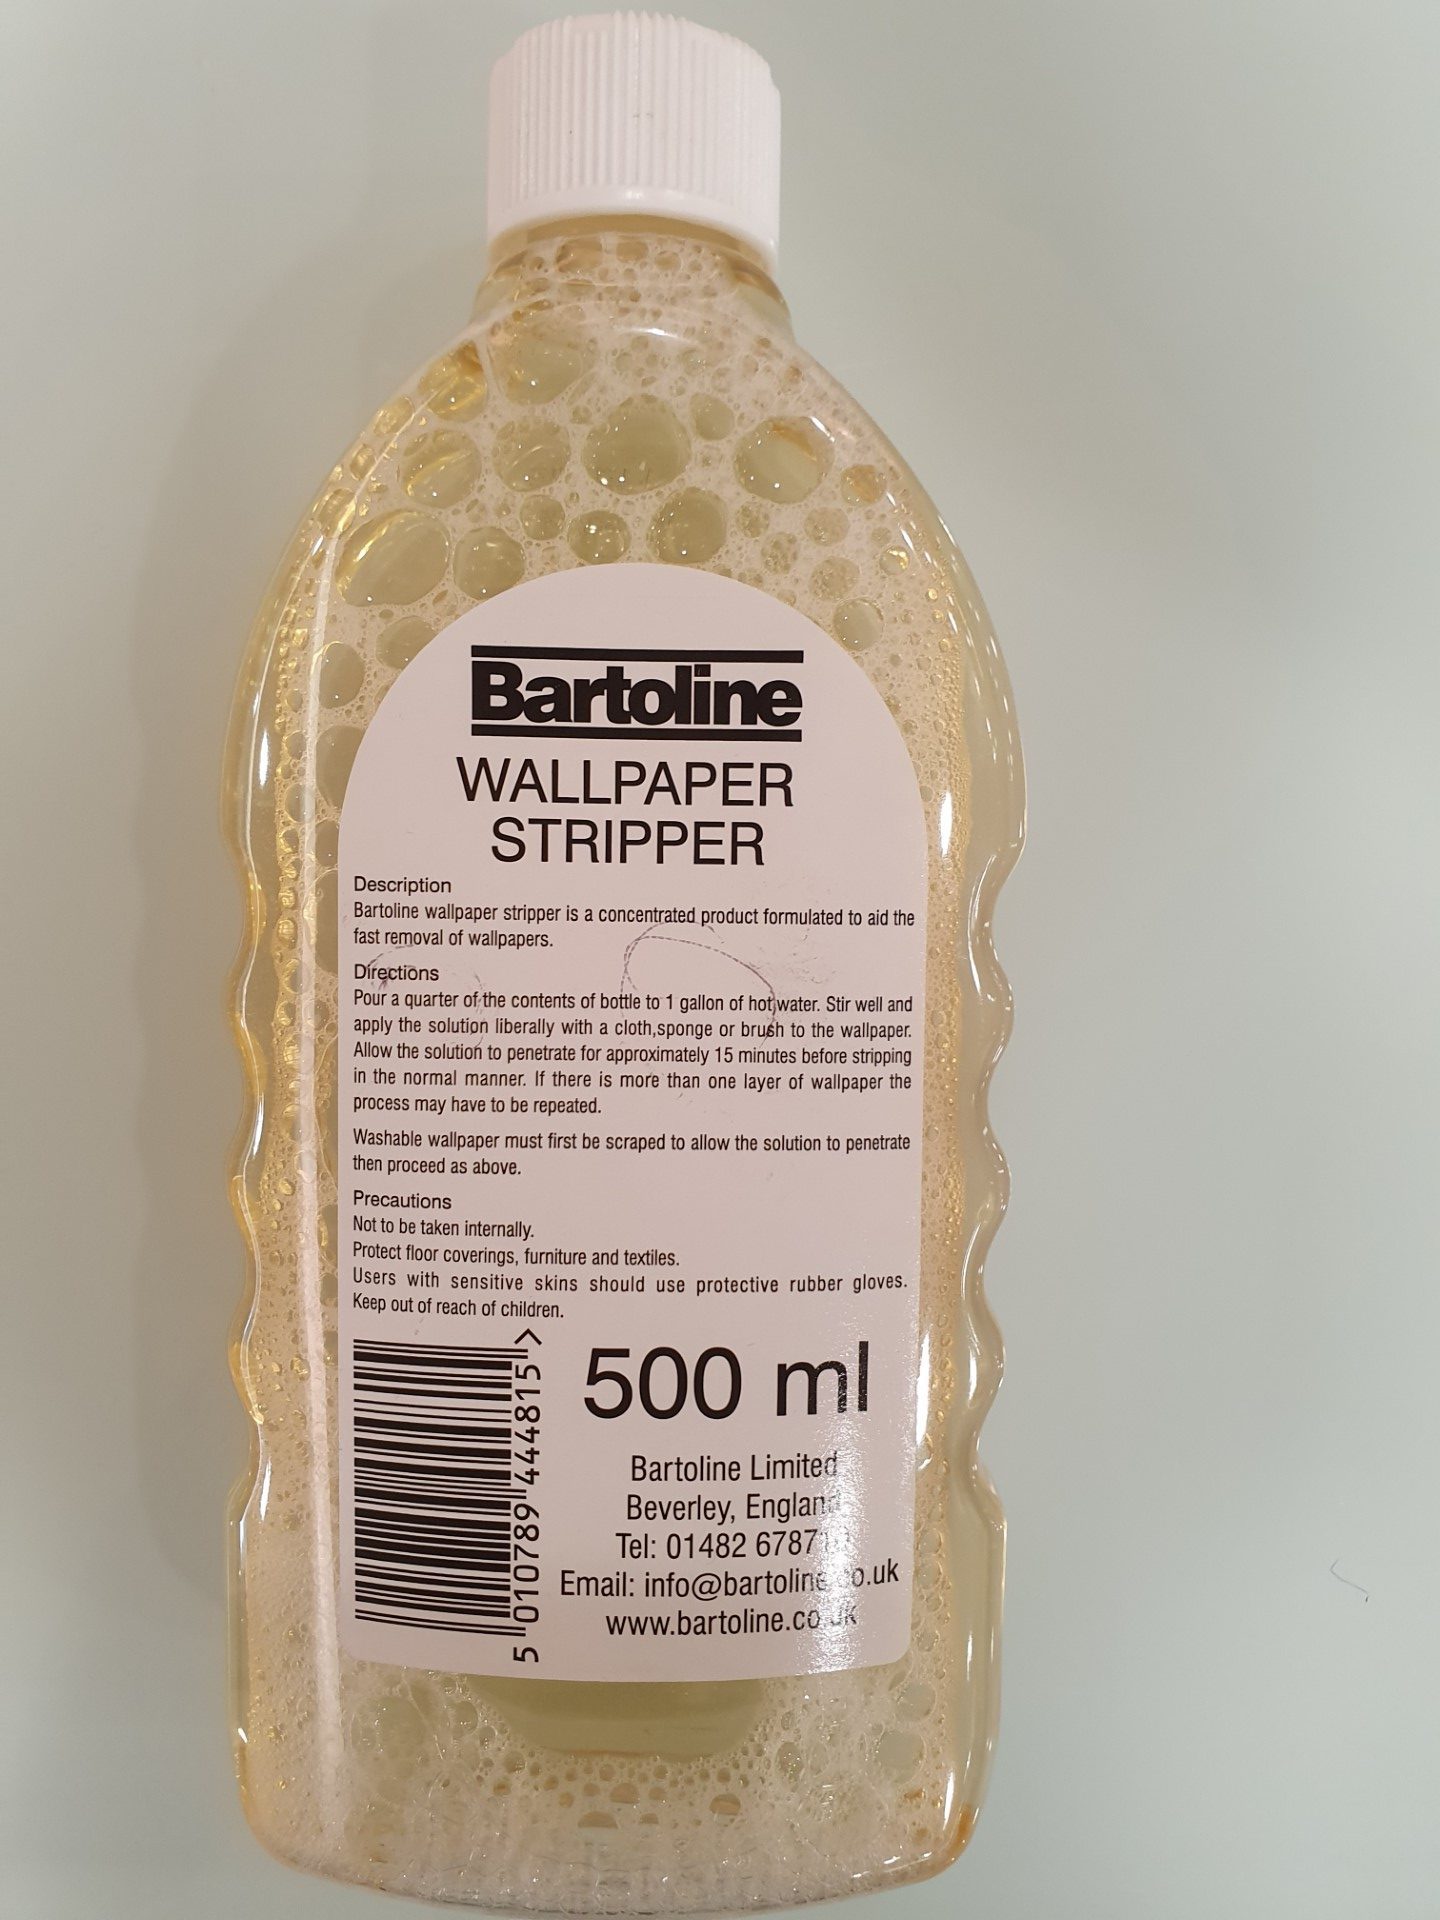 Bartoline
WALLPAPER
STRIPPER
Description
Bartoline wallpaper stripper is a concentrated product formulated to aid the
fast removal of wallpapers.
Directions
Pour a quarter of the contents of bottle to 1 gallon of hot water. Stir well and
apply the solution liberally with a cloth,sponge or brush to the wallpaper.
Allow the solution to penetrate for approximately 15 minutes before stripping
in the normal manner. If there is more than one layer of wallpaper the
process may have to be repeated.
Washable wallpaper must first be scraped to allow the solution to penetrate
then proceed as above.
Precautions
Not to be taken internally.
Protect floor coverings, furniture and textiles.
Users with sensitive skins should use protective rubber gloves.
Keep out of reach of children.
5 010789 444815 >
500 ml
Bartoline Limited
Beverley, England
Tel: 01482
Email: info@bartoline.co.uk
www.bartoline.co.uk